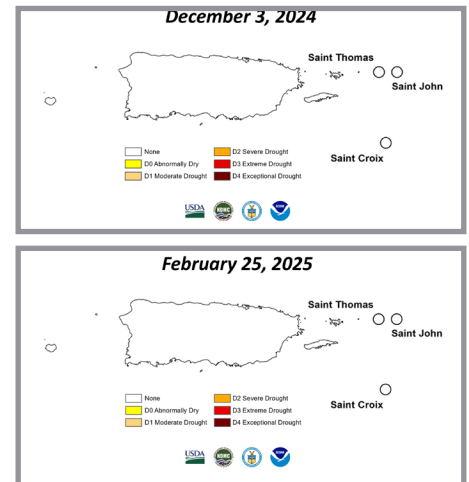 December 3, 2024
Saint Thomas
Saint John
Saint Croix
None
D2 Severe Drought
D0 Abnormally Dry
D3 Extreme Drought
D1 Moderate Drought
D4 Exceptional Drought
USDA
NDMC
February 25, 2025
Saint Thomas
Saint John
Saint Croix
None
D2 Severe Drought
D0 Abnormally Dry
D3 Extreme Drought
D1 Moderate Drought
D4 Exceptional Drought
USDA
NDMC